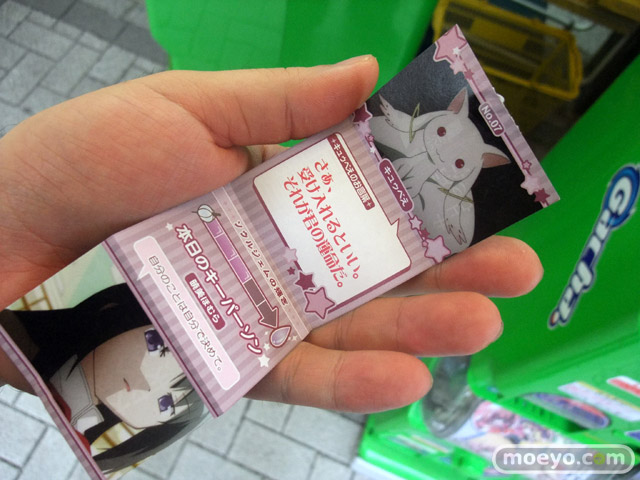 No.07
キュゥべえ
★キュゥべえのお言葉★
さぁ、
受け入れるといい。
それが君の運命だ。
ソウルジェムの輝き
本日のキーパーソン
暁美ほむら
自分のことは自分で決めて。
Gacha.
moeyo.com